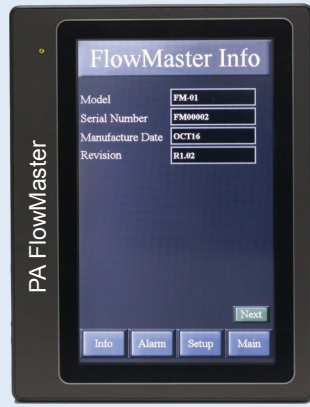 PA FlowMaster
FlowMaster Info
Model FM-01
Serial Number FM00002
Manufacture Date OCT16
Revision R1.02
Next
Info Alarm Setup Main